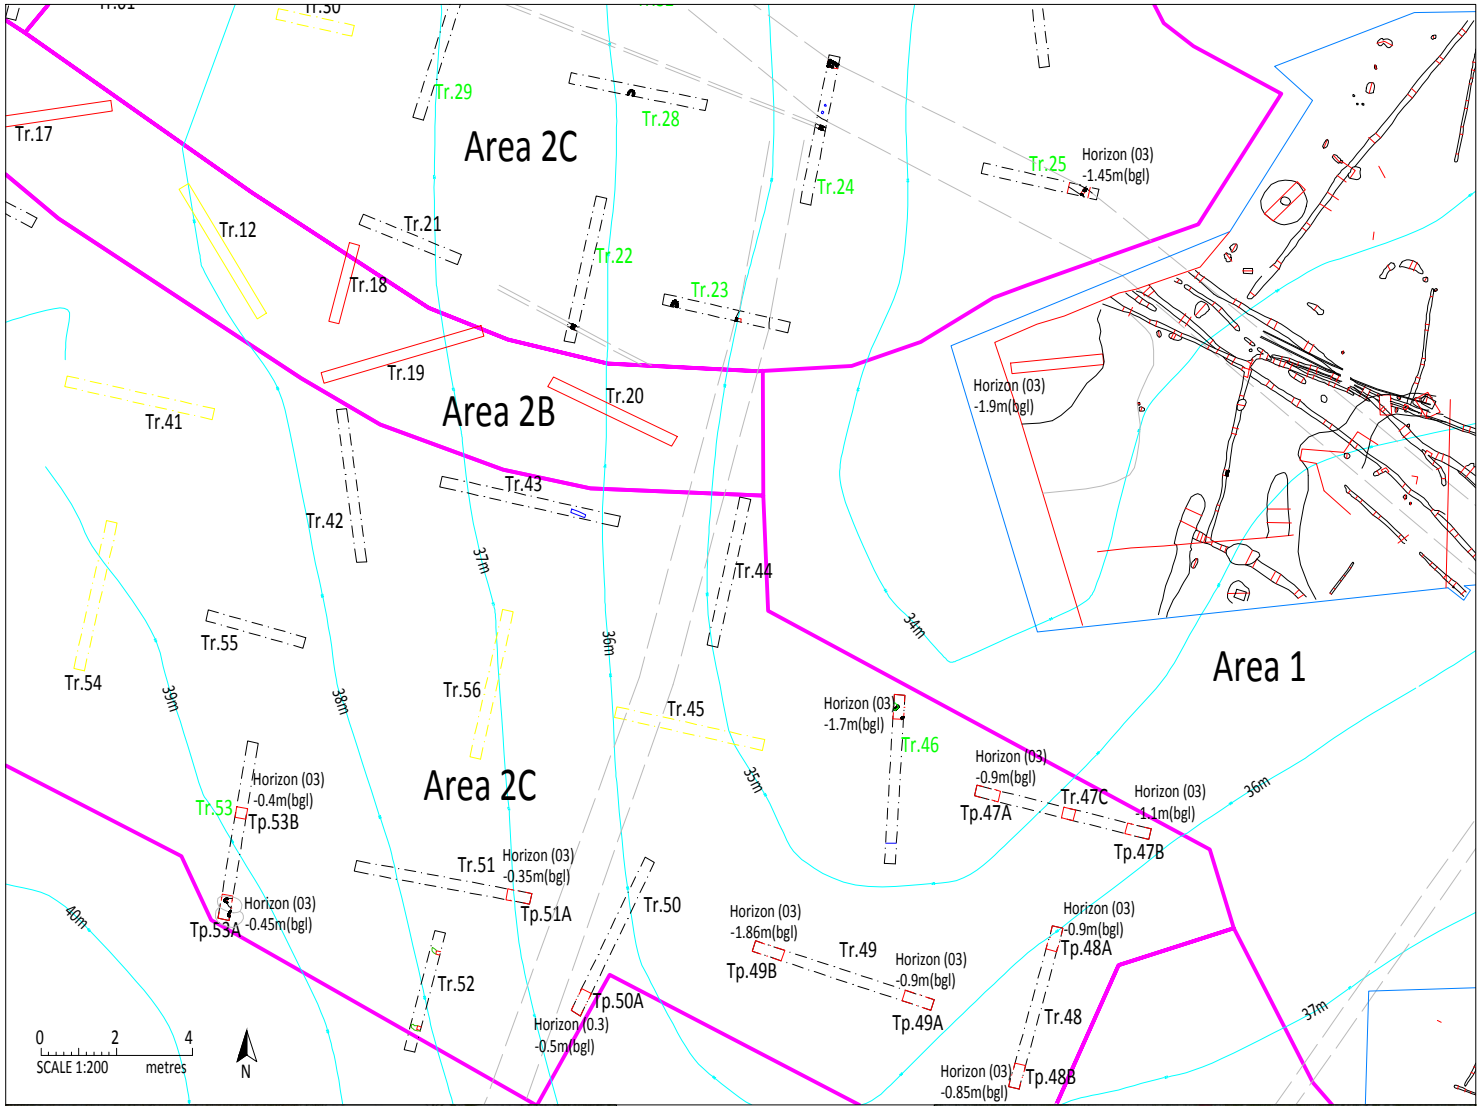 Tr.30
Tr.29
Tr.28
Tr.17
Area 2C
Tr.25
Horizon (03)
-1.45m(bgl)
Tr.24
Tr.12
Tr.21
Tr.22
Tr.18
Tr.23
Tr.19
Tr.20
Horizon (03)
-1.9m(bgl)
Area 2B
Tr.41
Tr.43
Tr.42
37m
Tr.44
36m
34m
Tr.55
Tr.54
39m
38m
Tr.56
Tr.45
Area 1
Horizon (03)
-1.7m(bgl)
Tr.46
Area 2C
35m
Horizon (03)
-0.9m(bgl)
Tp.47A
Tr.47C
Horizon (03)
-1.1m(bgl)
Tp.47B
36m
Horizon (03)
-0.4m(bgl)
Tr.53
Tp.53B
Horizon (03)
-0.45m(bgl)
Tp.53A
40m
Tr.51
Horizon (03)
-0.35m(bgl)
Tp.51A
Tr.50
Horizon (03)
-1.86m(bgl)
Tp.49B
Tr.49
Horizon (03)
-0.9m(bgl)
Tp.49A
Horizon (03)
-0.9m(bgl)
Tp.48A
Tr.52
Tp.50A
Horizon (0.3)
-0.5m(bgl)
Tr.48
37m
Horizon (03)
-0.85m(bgl)
Tp.48B
0 2 4
SCALE 1:200 metres
N